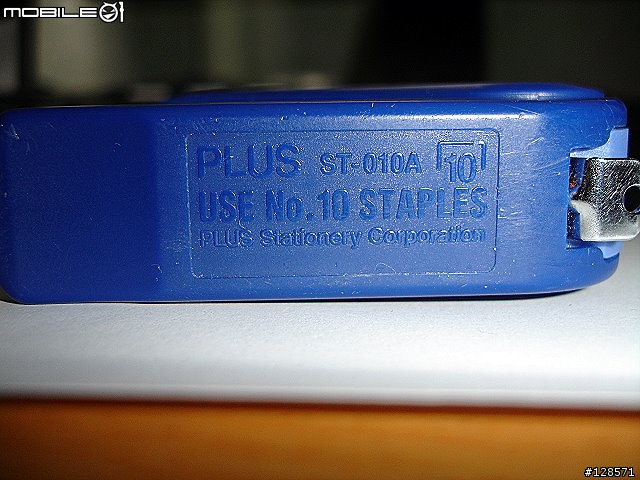 MOBILE01
PLUS ST-010A 10
USE No.10 STAPLES
PLUS Stationery Corporation
#128571